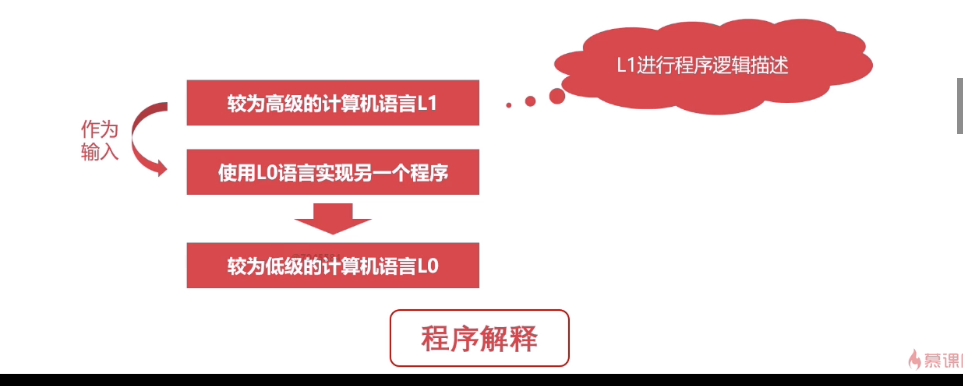 L1进行程序逻辑描述
较为高级的计算机语言L1
作为
输入
使用L0语言实现另一个程序
较为低级的计算机语言L0
程序解释
慕课